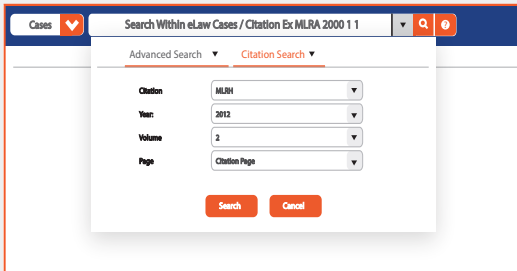 Cases Search Within eLaw Cases / Citation Ex MLRA 2000 1 1 ?
Advanced Search Citation Search
Citation MLRH
Year: 2012
Volume 2
Page Citation Page
Search Cancel